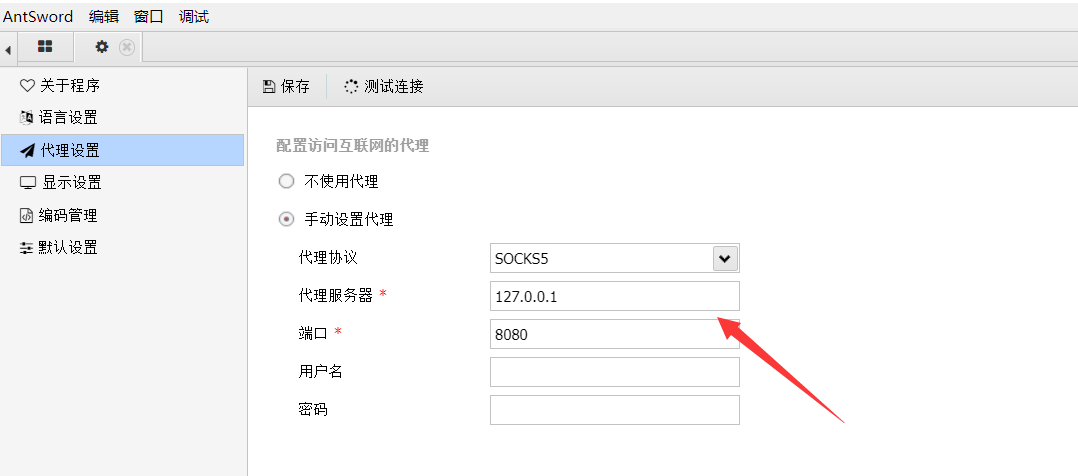 AntSword 编辑 窗口 调试
关于程序
语言设置
代理设置
显示设置
编码管理
默认设置
保存 测试连接
配置访问互联网的代理
不使用代理
手动设置代理
代理协议 SOCKS5
代理服务器 * 127.0.0.1
端口 * 8080
用户名
密码